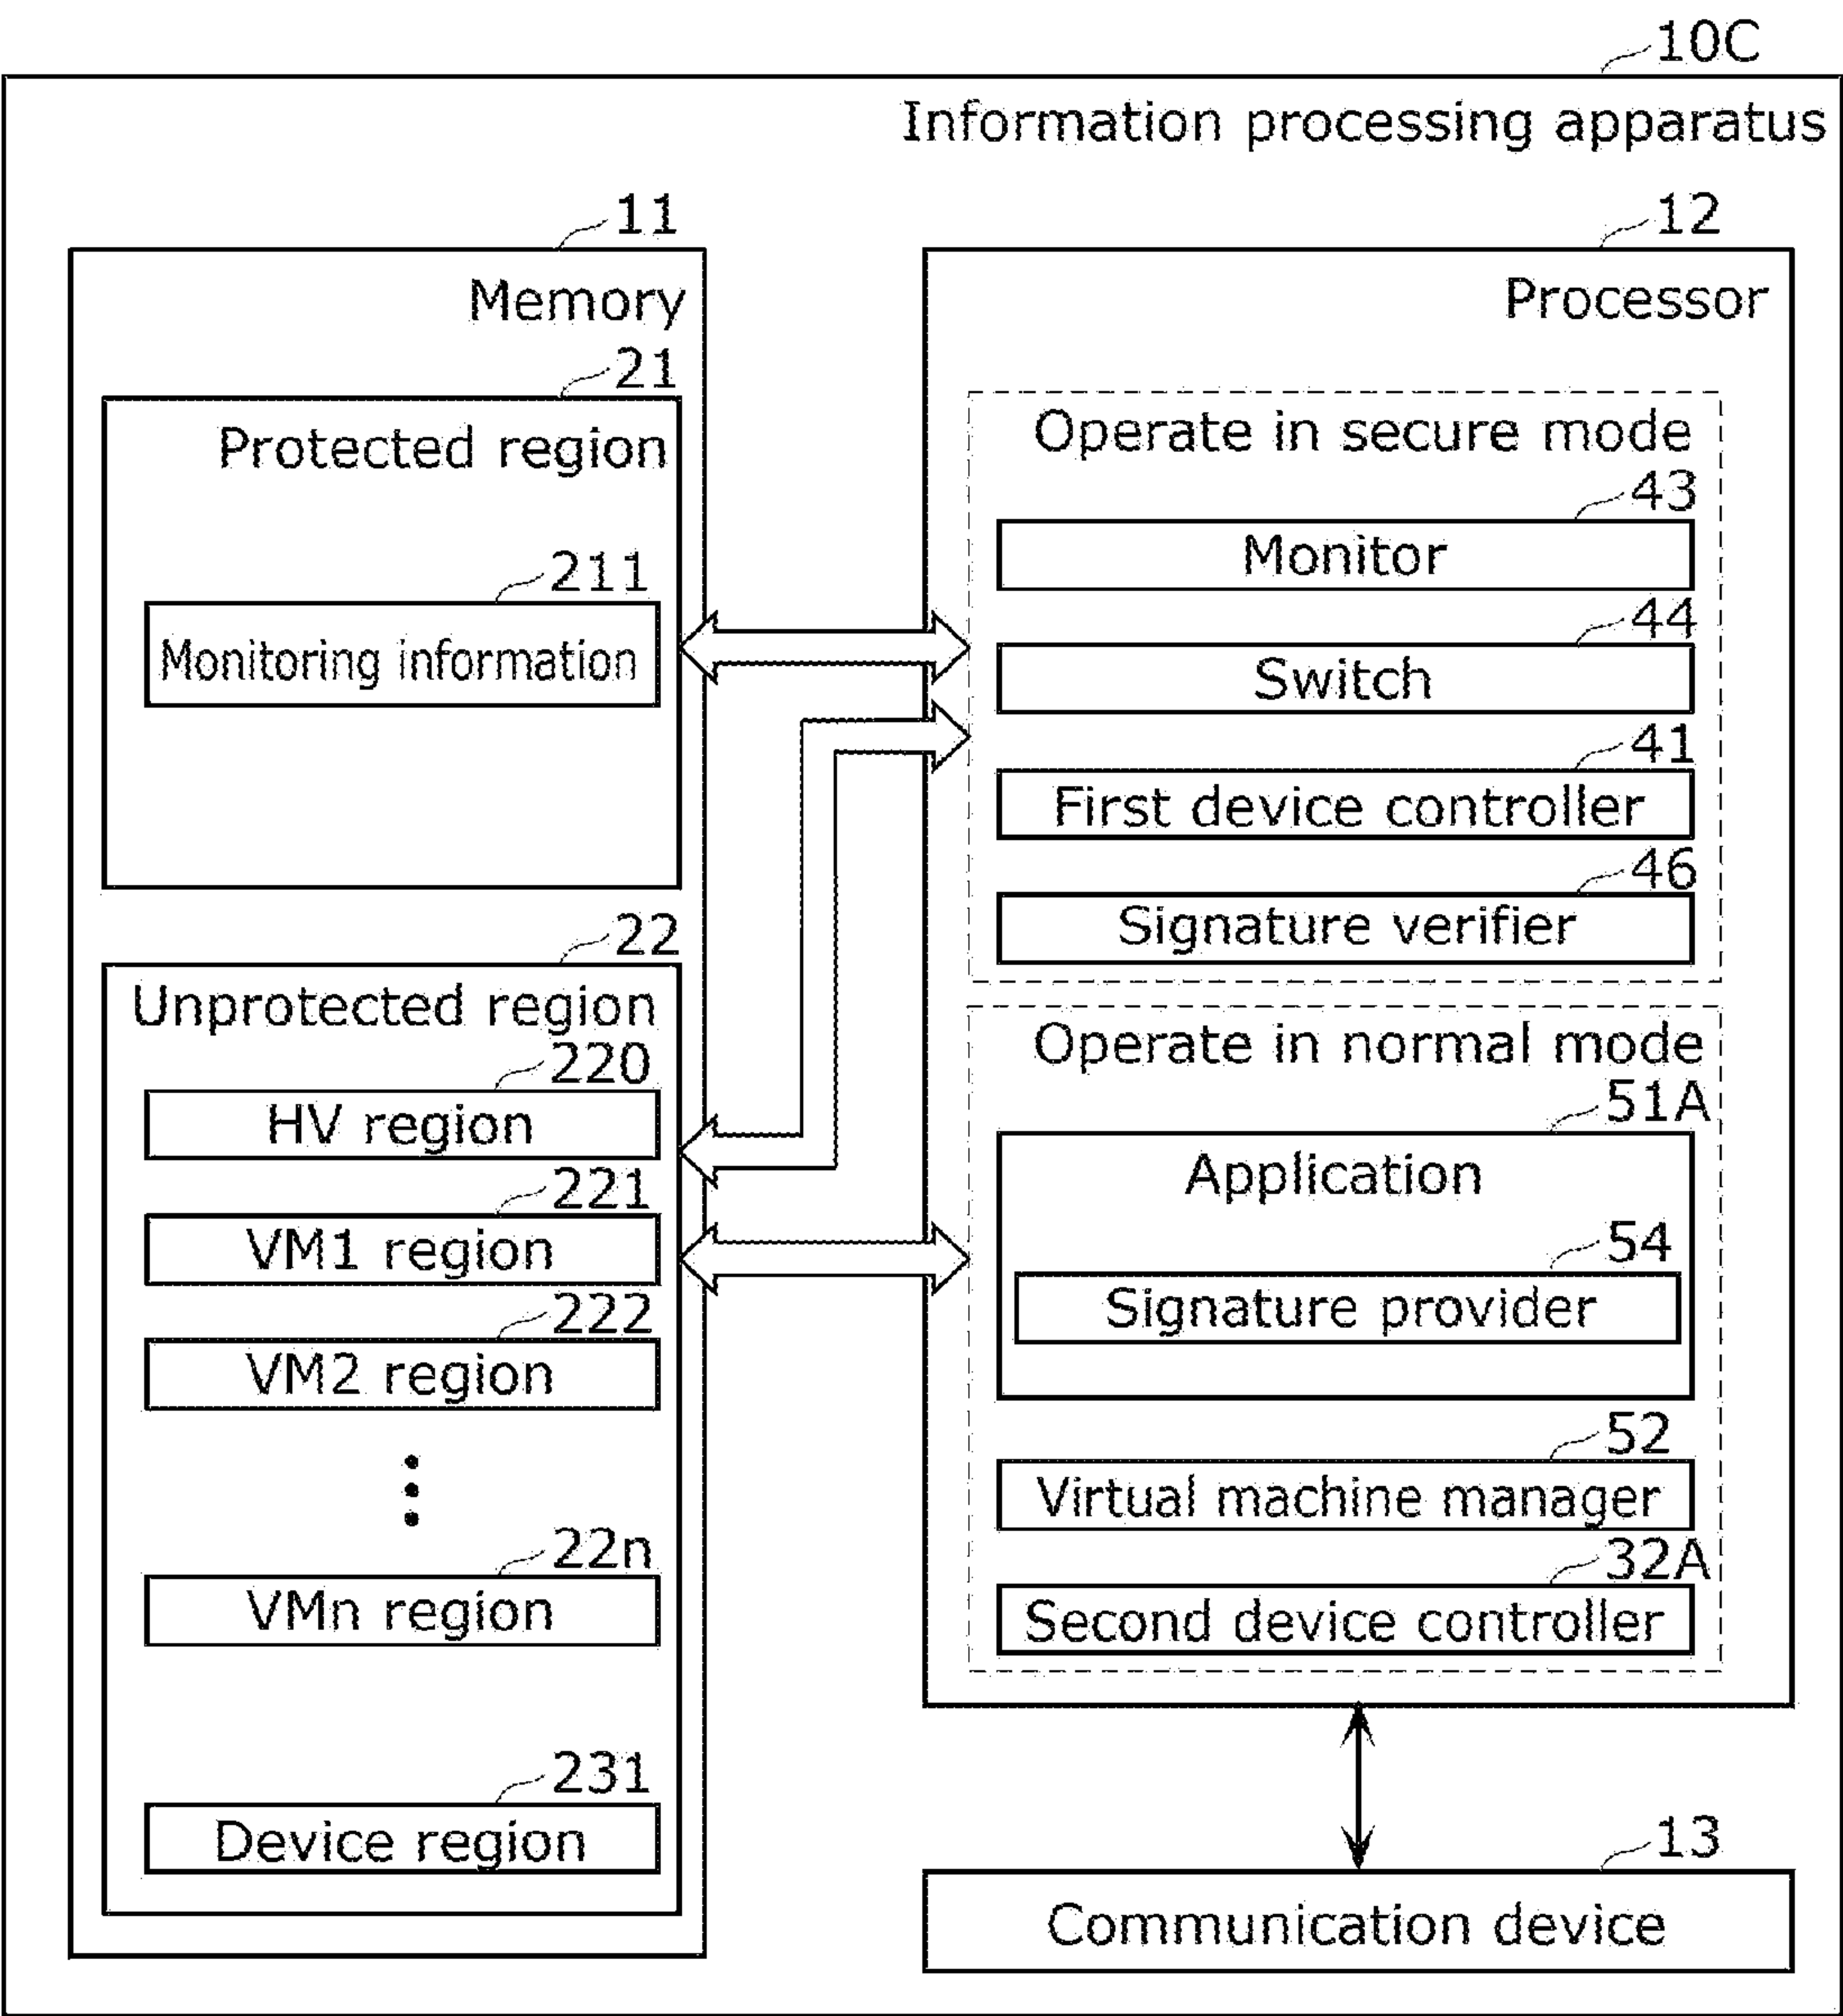 10C
Information processing apparatus
11
Memory
21
Protected region
211
Monitoring information
22
Unprotected region
220
HV region
221
VM1 region
222
VM2 region
22n
VMn region
231
Device region
12
Processor
Operate in secure mode
43
Monitor
44
Switch
41
First device controller
46
Signature verifier
Operate in normal mode
51A
Application
54
Signature provider
52
Virtual machine manager
32A
Second device controller
13
Communication device